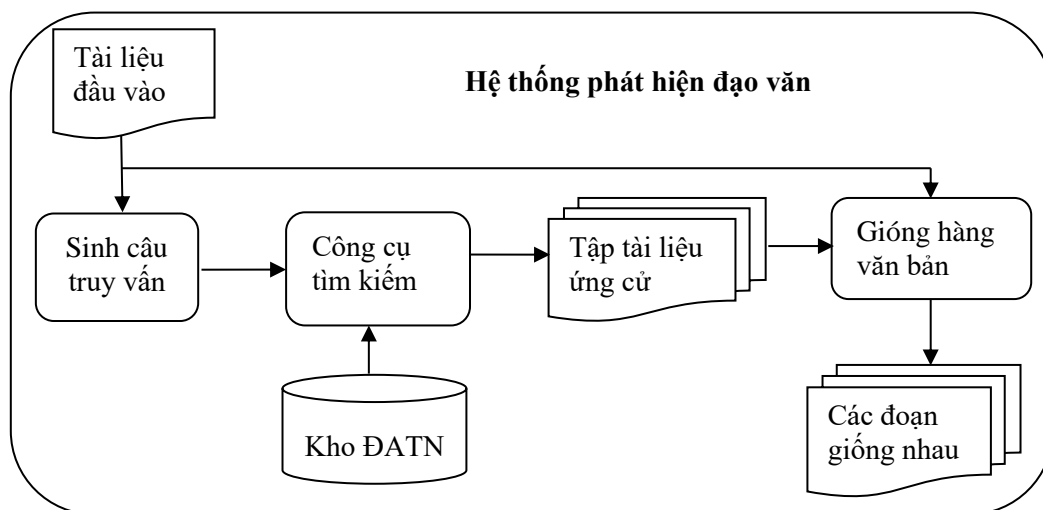 Tài liệu
đầu vào
Hệ thống phát hiện đạo văn
Sinh câu
truy vấn
Công cụ
tìm kiếm
Tập tài liệu
ứng cử
Gióng hàng
văn bản
Kho ĐATN
Các đoạn
giống nhau